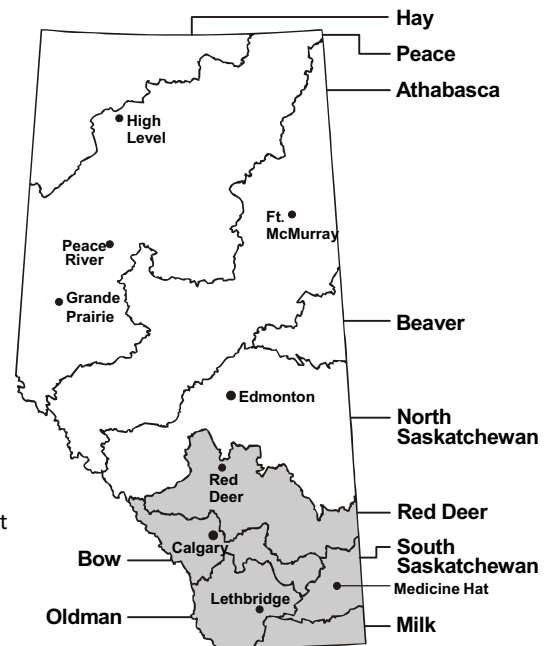 Hay
Peace
Athabasca
High
Level
Ft.
McMurray
Peace
River
Grande
Prairie
Beaver
Edmonton
North
Saskatchewan
Red
Deer
Red Deer
t
South
Saskatchewan
Calgary
Bow
Medicine Hat
Lethbridge
Oldman
Milk